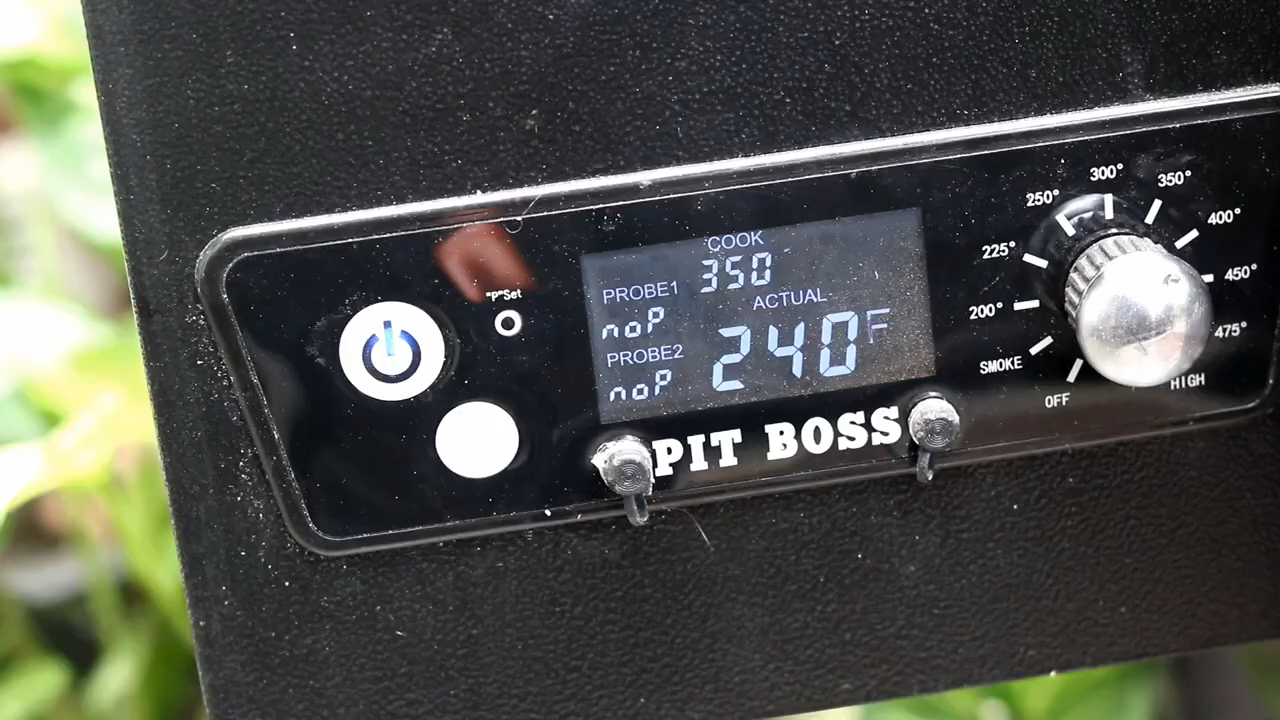 "P"Set
COOK
350
PROBE1
noP
ACTUAL
240F
PROBE2
noP
PIT BOSS
OFF
SMOKE
200°
225°
250°
300°
350°
400°
450°
475°
HIGH